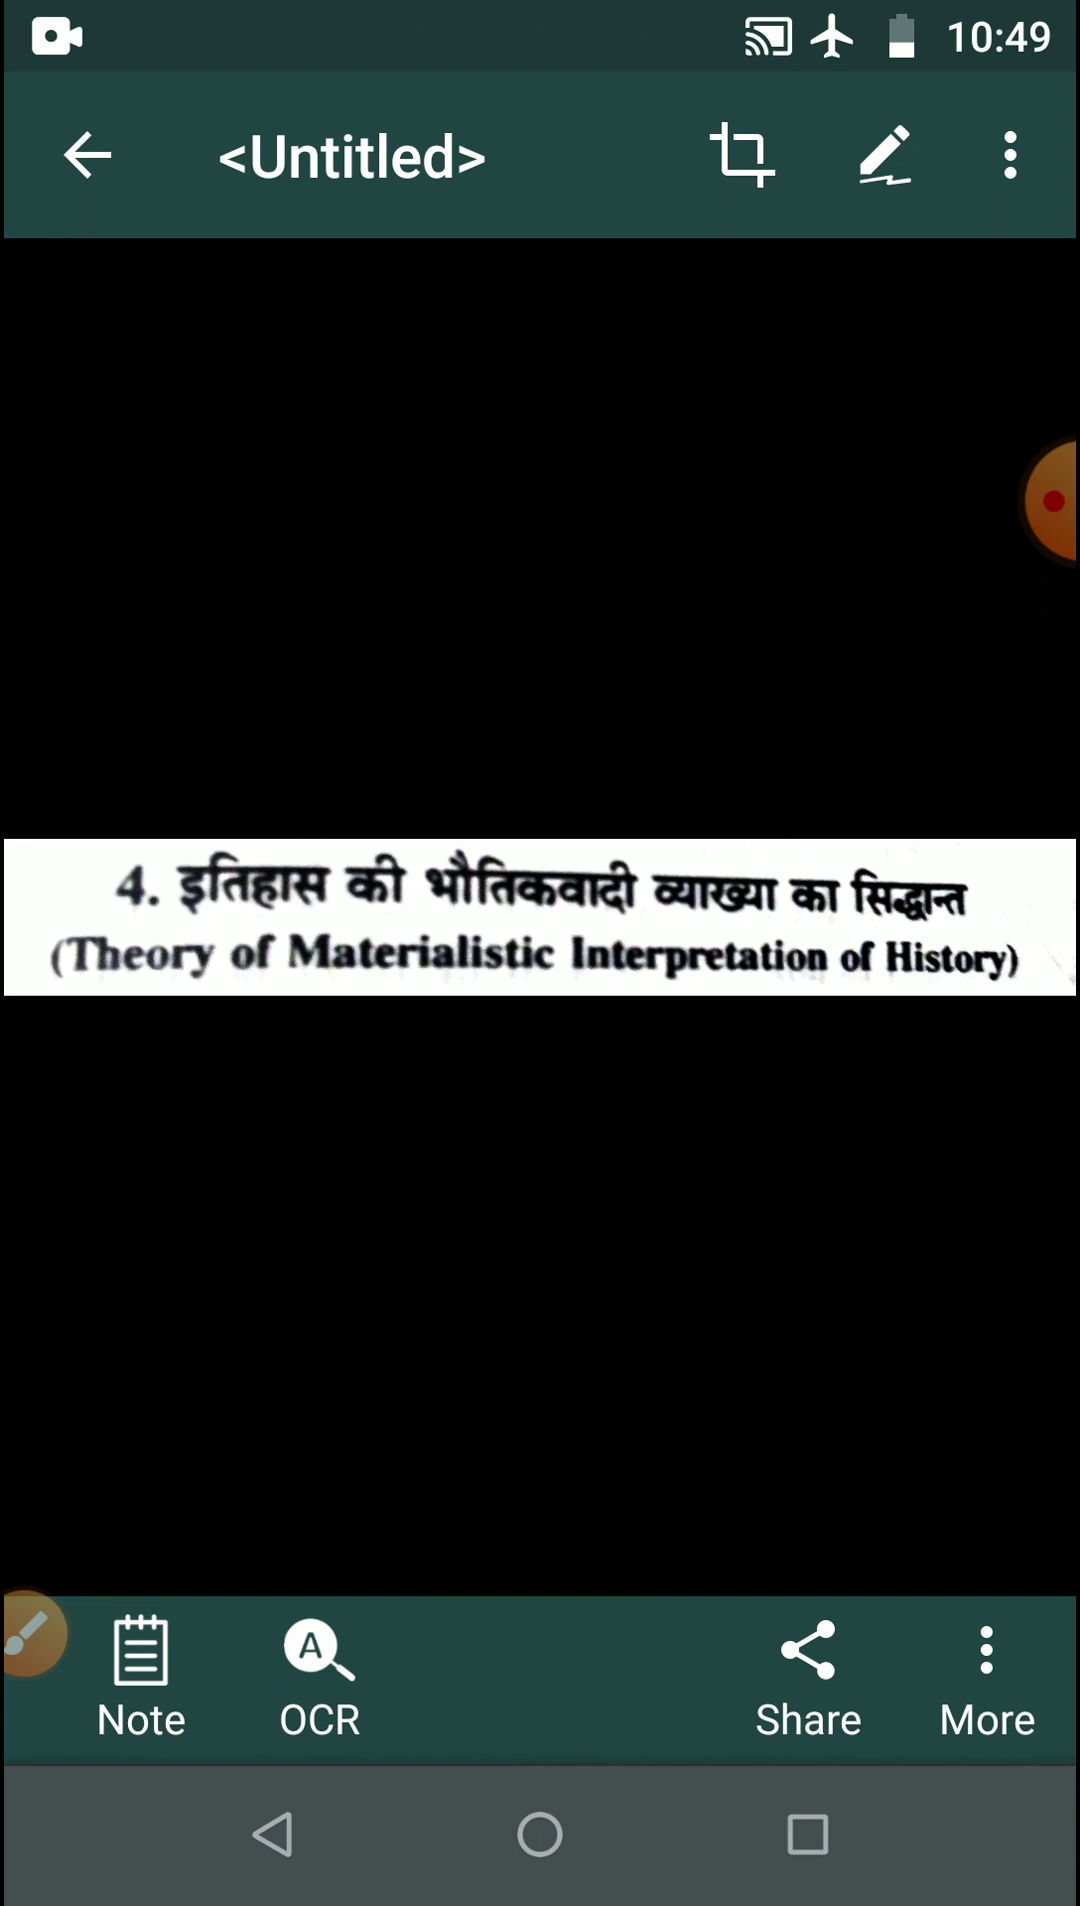 10:49
<Untitled>
4. इतिहास की भौतिकवादी व्याख्या का सिद्धान्त
(Theory of Materialistic Interpretation of History)
A
Note OCR Share More